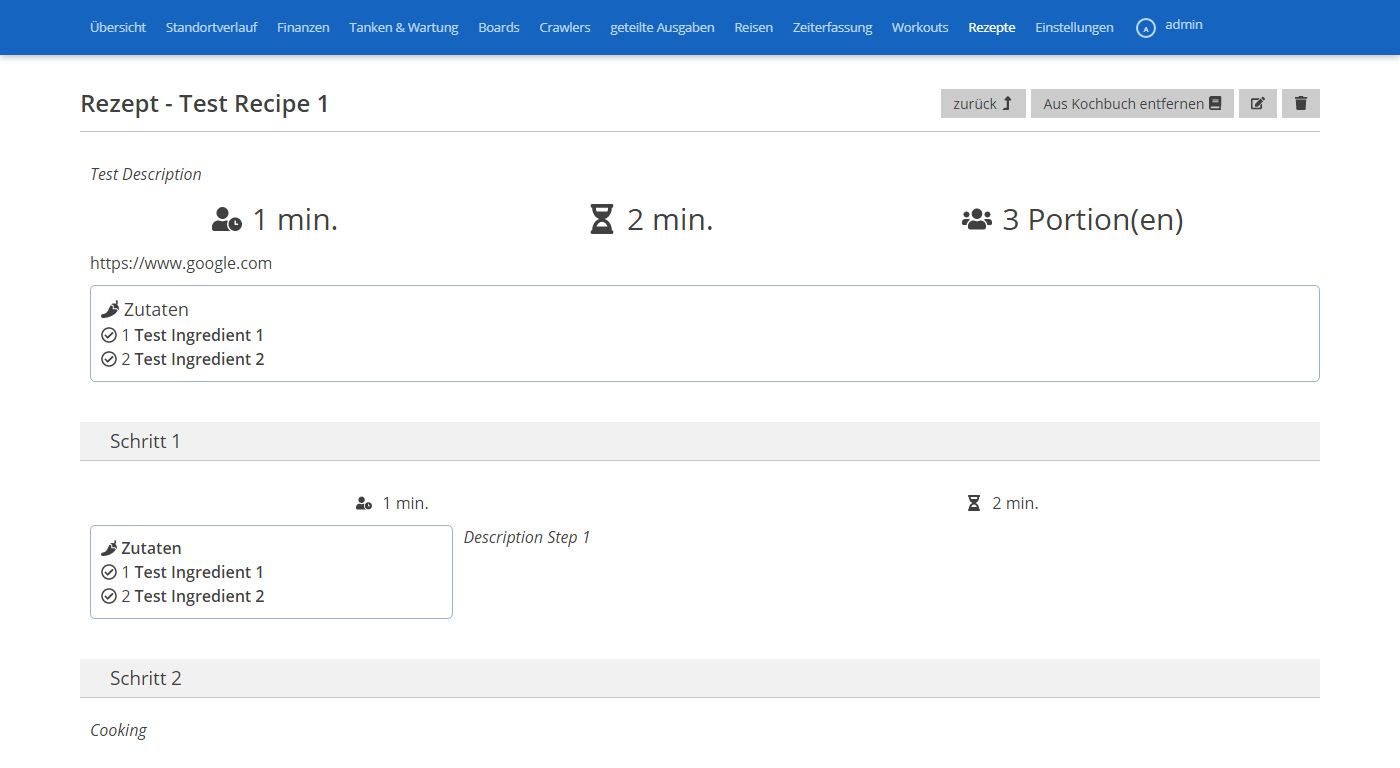 Übersicht Standortverlauf Finanzen Tanken & Wartung Boards Crawlers geteilte Ausgaben Reisen Zeiterfassung Workouts Rezepte Einstellungen A admin
Rezept - Test Recipe 1 zurück Aus Kochbuch entfernen
Test Description
1 min. 2 min. 3 Portion(en)
https://www.google.com
Zutaten
1 Test Ingredient 1
2 Test Ingredient 2
Schritt 1
1 min. 2 min.
Zutaten Description Step 1
1 Test Ingredient 1
2 Test Ingredient 2
Schritt 2
Cooking